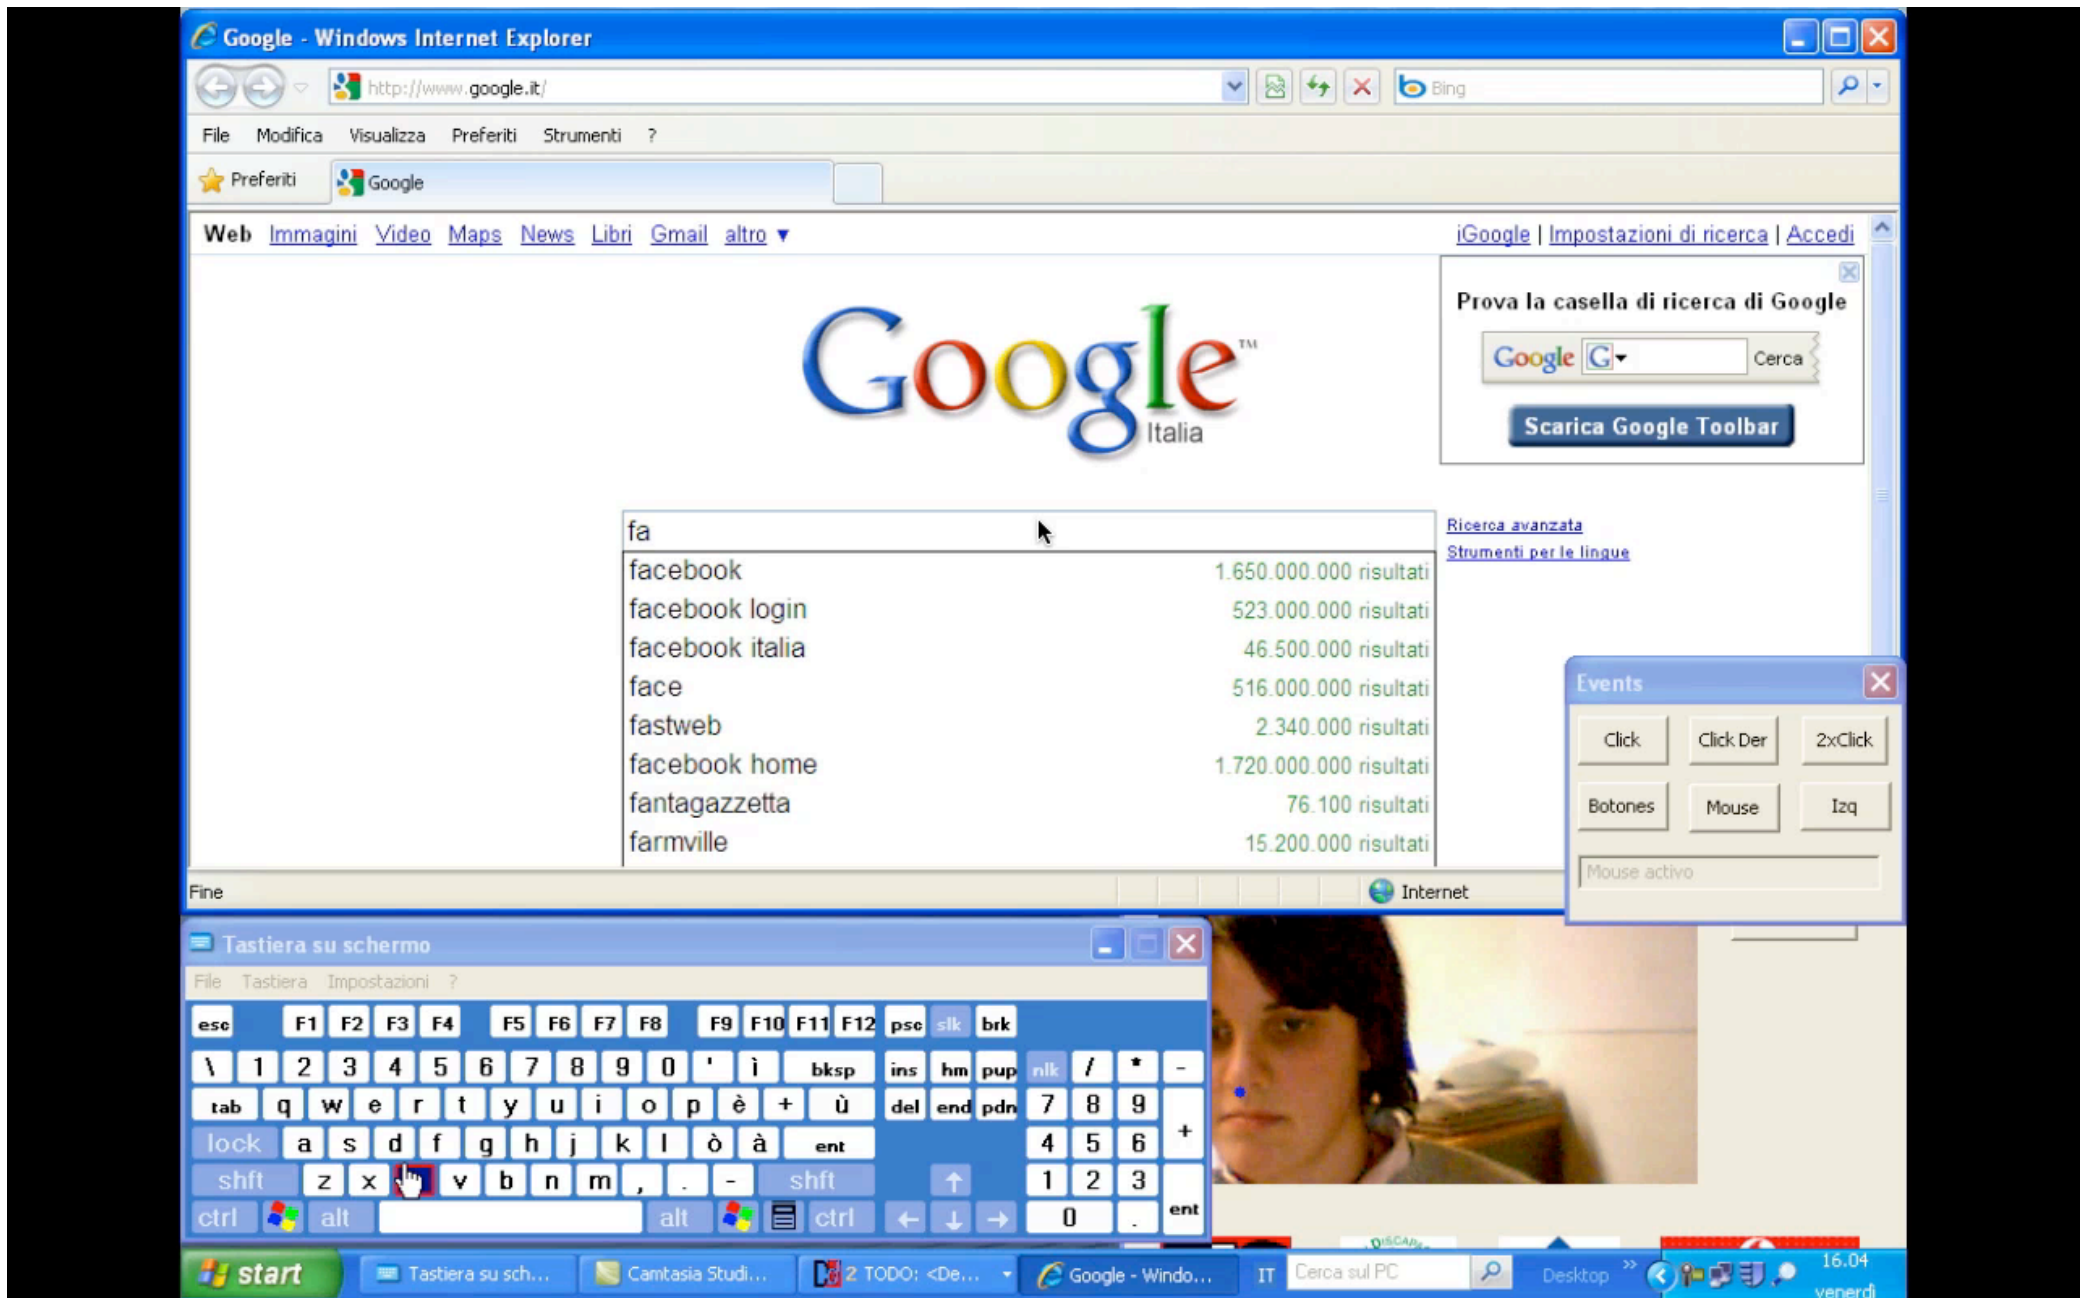 Google - Windows Internet Explorer
http://www.google.it/
Bing
File Modifica Visualizza Preferiti Strumenti ?
Preferiti Google
Web Immagini Video Maps News Libri Gmail altro ▼
iGoogle | Impostazioni di ricerca | Accedi
Prova la casella di ricerca di Google
Google G Cerca
Scarica Google Toolbar
Google™
Italia
fa
Ricerca avanzata
Strumenti per le lingue
facebook 1.650.000.000 risultati
facebook login 523.000.000 risultati
facebook italia 46.500.000 risultati
face 516.000.000 risultati
fastweb 2.340.000 risultati
facebook home 1.720.000.000 risultati
fantagazzetta 76.100 risultati
farmville 15.200.000 risultati
Events
Click Click Der 2xClick
Botones Mouse Izq
Mouse activo
Fine Internet
Tastiera su schermo
File Tastiera Impostazioni ?
esc F1 F2 F3 F4 F5 F6 F7 F8 F9 F10 F11 F12 psc slk brk
\ 1 2 3 4 5 6 7 8 9 0 ' ì bksp ins hm pup nlk / * -
tab q w e r t y u i o p è + ù del end pdn 7 8 9 +
lock a s d f g h j k l ò à ent 4 5 6
shft z x v b n m , . - shft ↑ 1 2 3 ent
ctrl alt alt ctrl ← ↓ → 0 .
start Tastiera su sch... Camtasia Studi... 2 TODO: <De... Google - Windo... IT Cerca sul PC Desktop » 16.04
venerdì